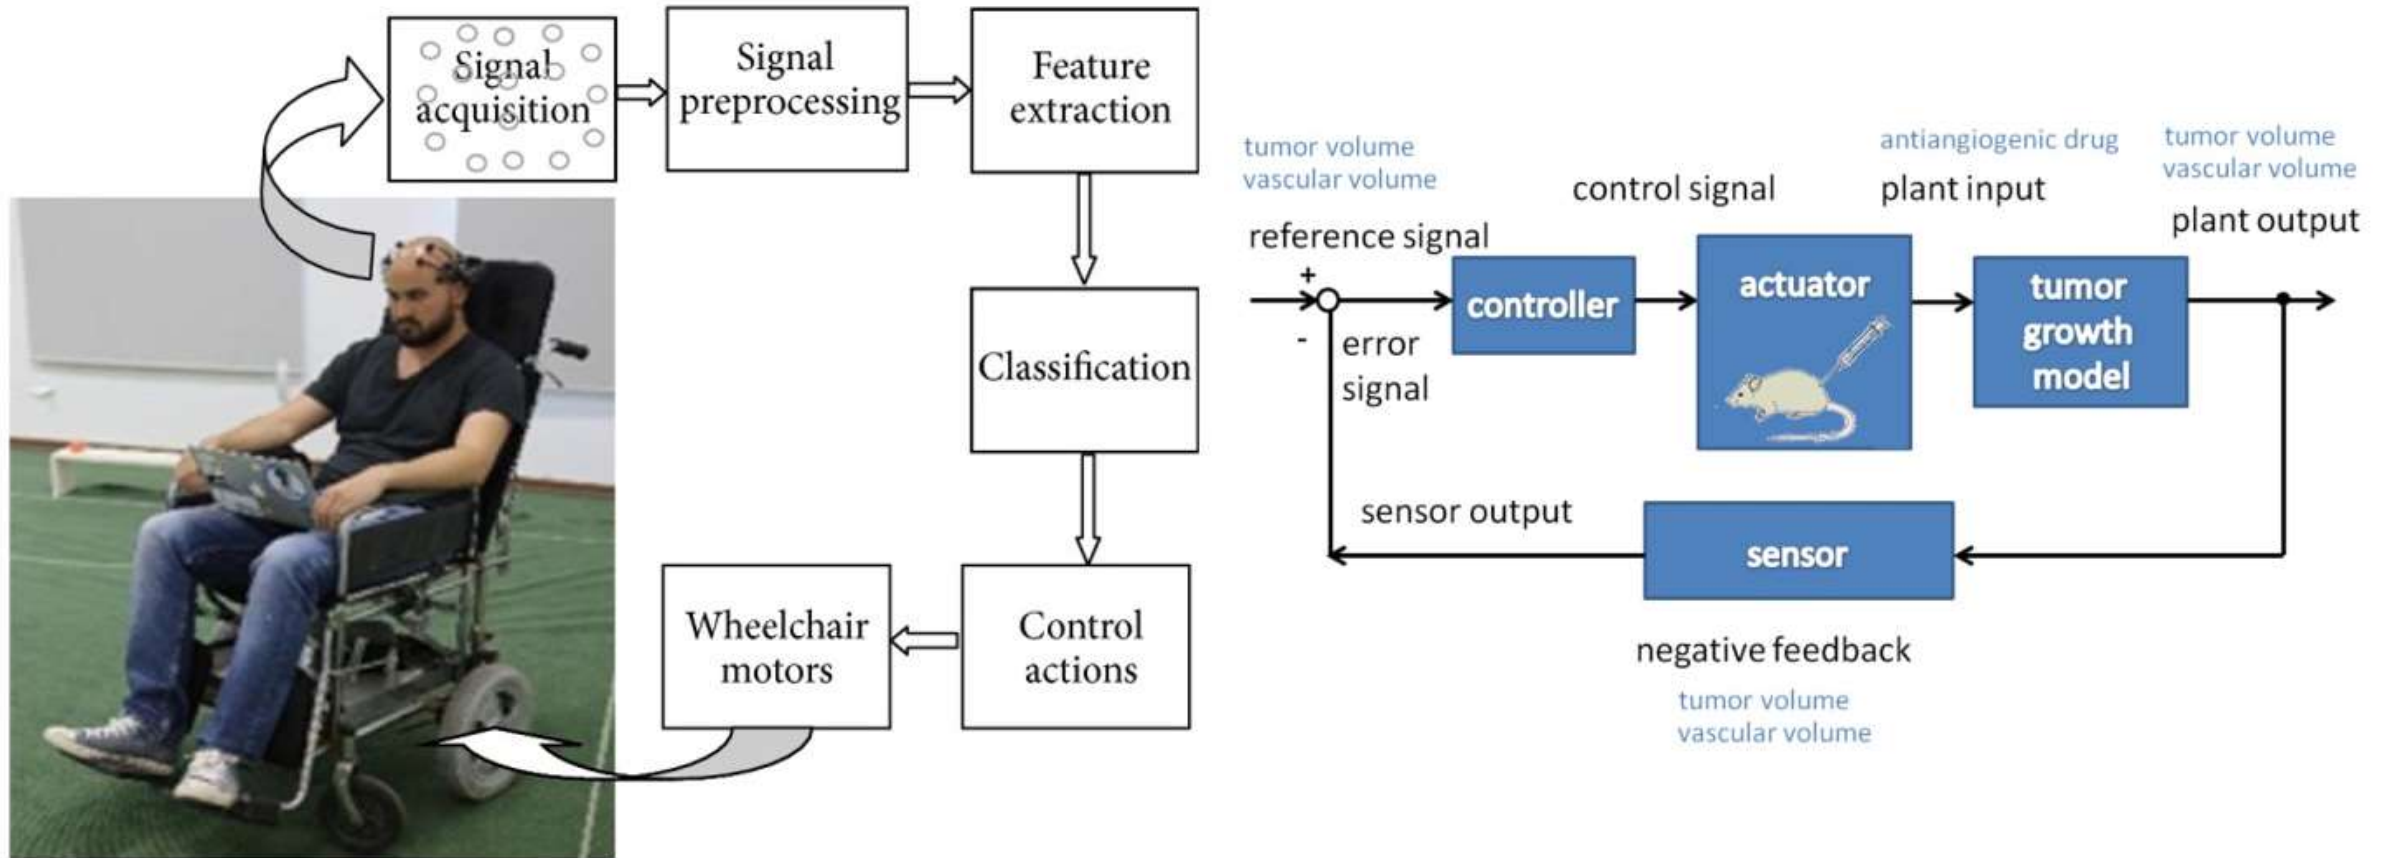 Signal
acquisition
Signal
preprocessing
Feature
extraction
Classification
Control
actions
Wheelchair
motors
tumor volume
vascular volume
reference signal
+
-
error
signal
controller
control signal
actuator
antiangiogenic drug
plant input
tumor
growth
model
tumor volume
vascular volume
plant output
sensor output
sensor
negative feedback
tumor volume
vascular volume